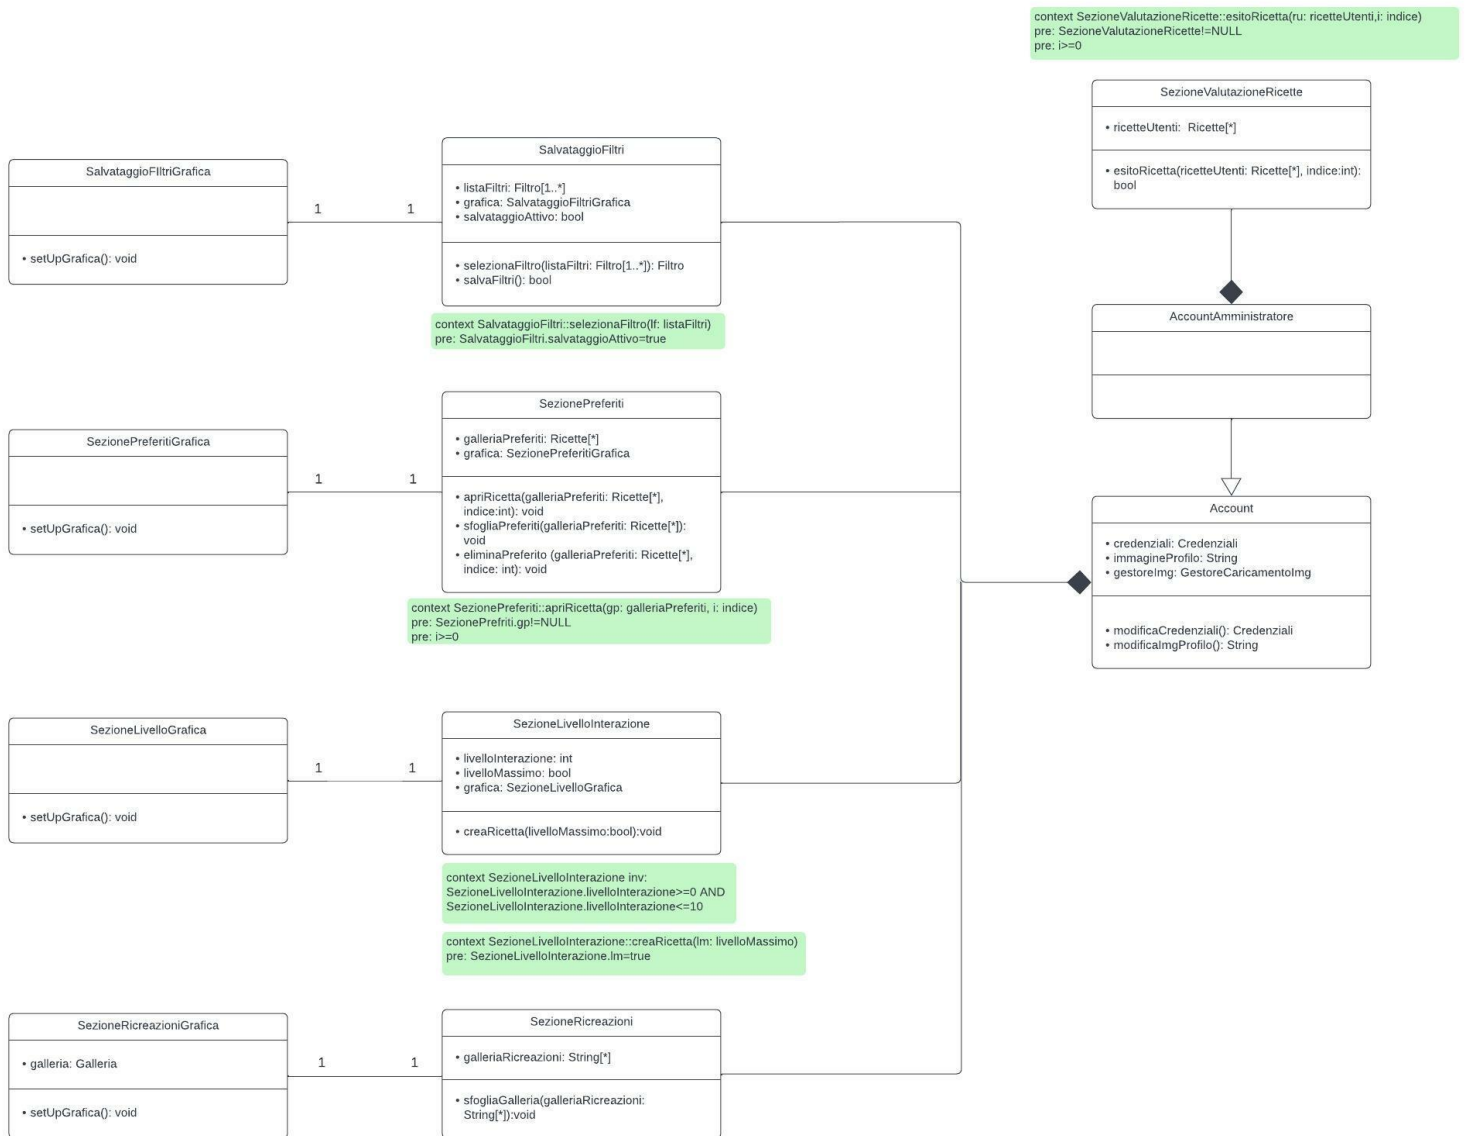 context SezioneValutazioneRicette::esitoRicetta(ru: ricetteUtenti,i: indice)
pre: SezioneValutazioneRicette!=NULL
pre: i>=0
SezioneValutazioneRicette
• ricetteUtenti: Ricette[*]
• esitoRicetta(ricetteUtenti: Ricette[*], indice:int):
bool
SalvataggioFIltriGrafica
• setUpGrafica(): void
1
1
SalvataggioFiltri
• listaFiltri: Filtro[1..*]
• grafica: SalvataggioFiltriGrafica
• salvataggioAttivo: bool
• selezionaFiltro(listaFiltri: Filtro[1..*]): Filtro
• salvaFiltri(): bool
context SalvataggioFiltri::selezionaFiltro(lf: listaFiltri)
pre: SalvataggioFiltri.salvataggioAttivo=true
AccountAmministratore
SezionePreferitiGrafica
• setUpGrafica(): void
1
1
SezionePreferiti
• galleriaPreferiti: Ricette[*]
• grafica: SezionePreferitiGrafica
• apriRicetta(galleriaPreferiti: Ricette[*],
indice:int): void
• sfogliaPreferiti(galleriaPreferiti: Ricette[*]):
void
• eliminaPreferito (galleriaPreferiti: Ricette[*],
indice: int): void
context SezionePreferiti::apriRicetta(gp: galleriaPreferiti, i: indice)
pre: SezionePrefriti.gp!=NULL
pre: i>=0
Account
• credenziali: Credenziali
• immagineProfilo: String
• gestoreImg: GestoreCaricamentoImg
• modificaCredenziali(): Credenziali
• modificaImgProfilo(): String
SezioneLivelloGrafica
• setUpGrafica(): void
1
1
SezioneLivelloInterazione
• livelloInterazione: int
• livelloMassimo: bool
• grafica: SezioneLivelloGrafica
• creaRicetta(livelloMassimo:bool):void
context SezioneLivelloInterazione inv:
SezioneLivelloInterazione.livelloInterazione>=0 AND
SezioneLivelloInterazione.livelloInterazione<=10
context SezioneLivelloInterazione::creaRicetta(lm: livelloMassimo)
pre: SezioneLivelloInterazione.lm=true
SezioneRicreazioniGrafica
• galleria: Galleria
• setUpGrafica(): void
1
1
SezioneRicreazioni
• galleriaRicreazioni: String[*]
• sfogliaGalleria(galleriaRicreazioni:
String[*]):void